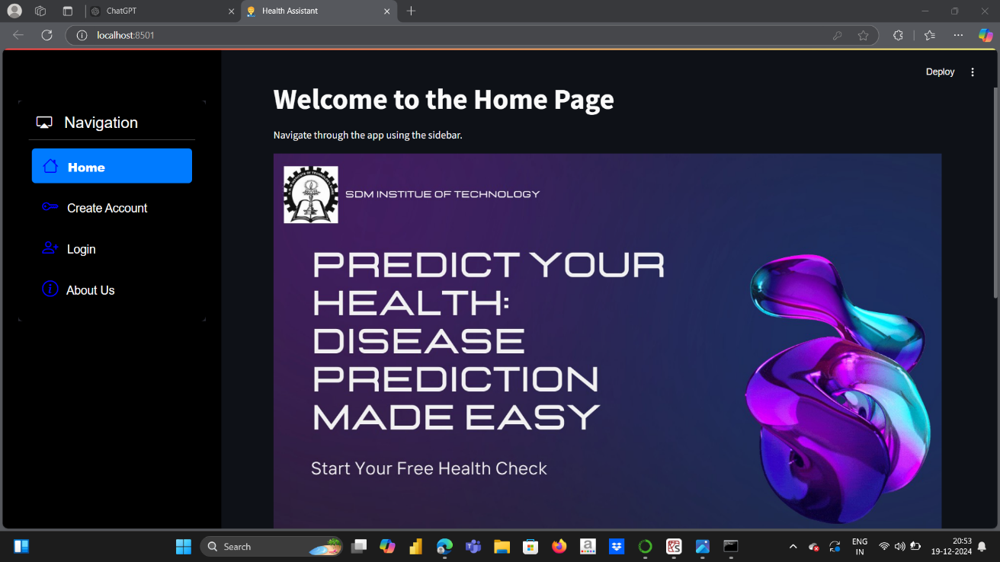 ChatGPT
Health Assistant
localhost:8501
Deploy
Navigation
Home
Create Account
Login
About Us
Welcome to the Home Page
Navigate through the app using the sidebar.
SDM INSTITUE OF TECHNOLOGY
PREDICT YOUR
HEALTH:
DISEASE
PREDICTION
MADE EASY
Start Your Free Health Check
Search
ENG
IN
20:53
19-12-2024